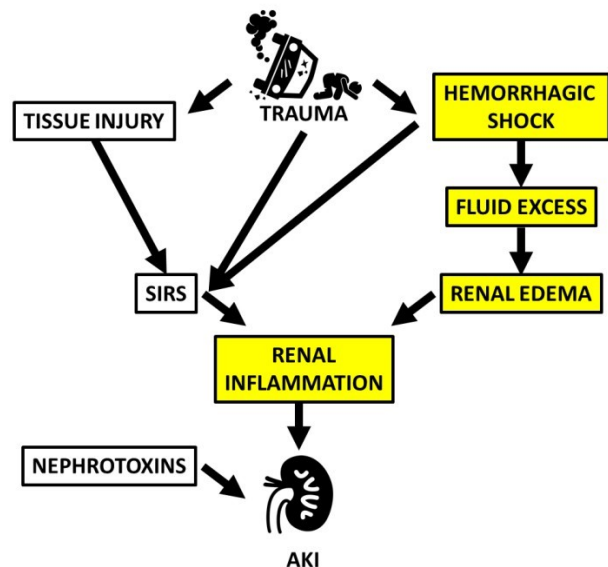 TRAUMA
TISSUE INJURY
HEMORRHAGIC
SHOCK
FLUID EXCESS
SIRS
RENAL EDEMA
RENAL
INFLAMMATION
NEPHROTOXINS
AKI